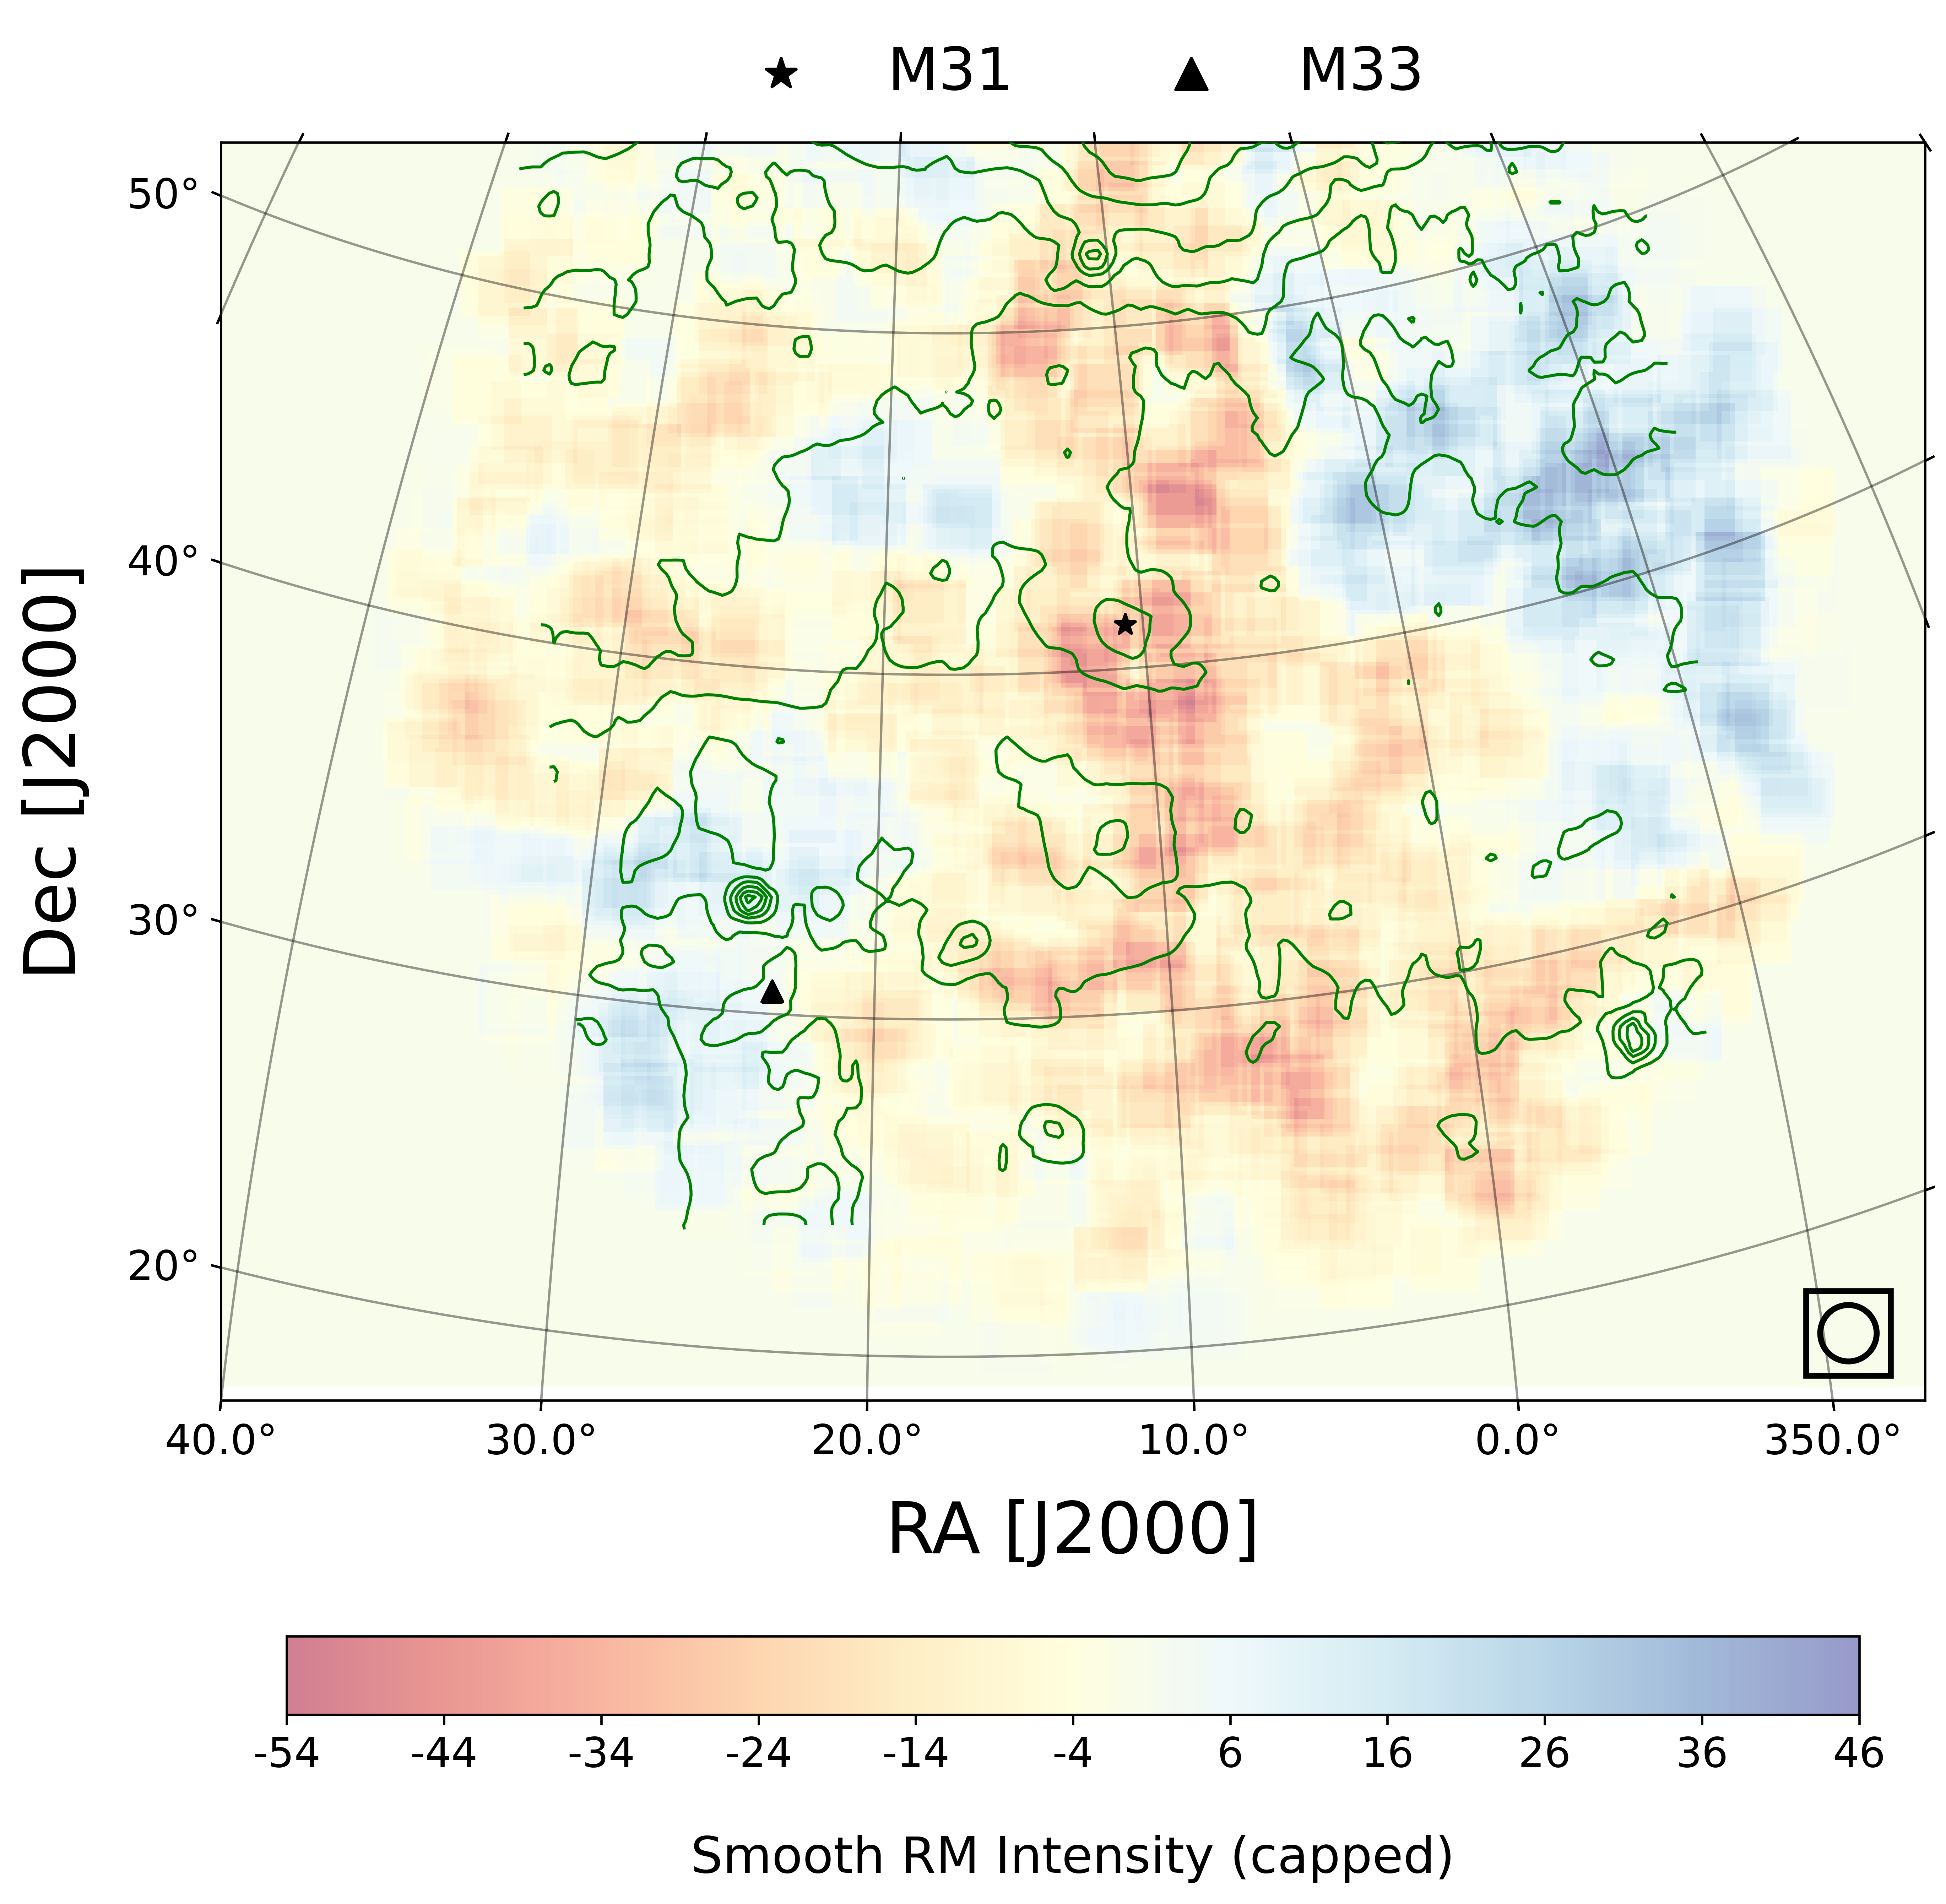 M31 M33
50°
40°
30°
20°
Dec [J2000]
40.0° 30.0° 20.0° 10.0° 0.0° 350.0°
RA [J2000]
-54 -44 -34 -24 -14 -4 6 16 26 36 46
Smooth RM Intensity (capped)